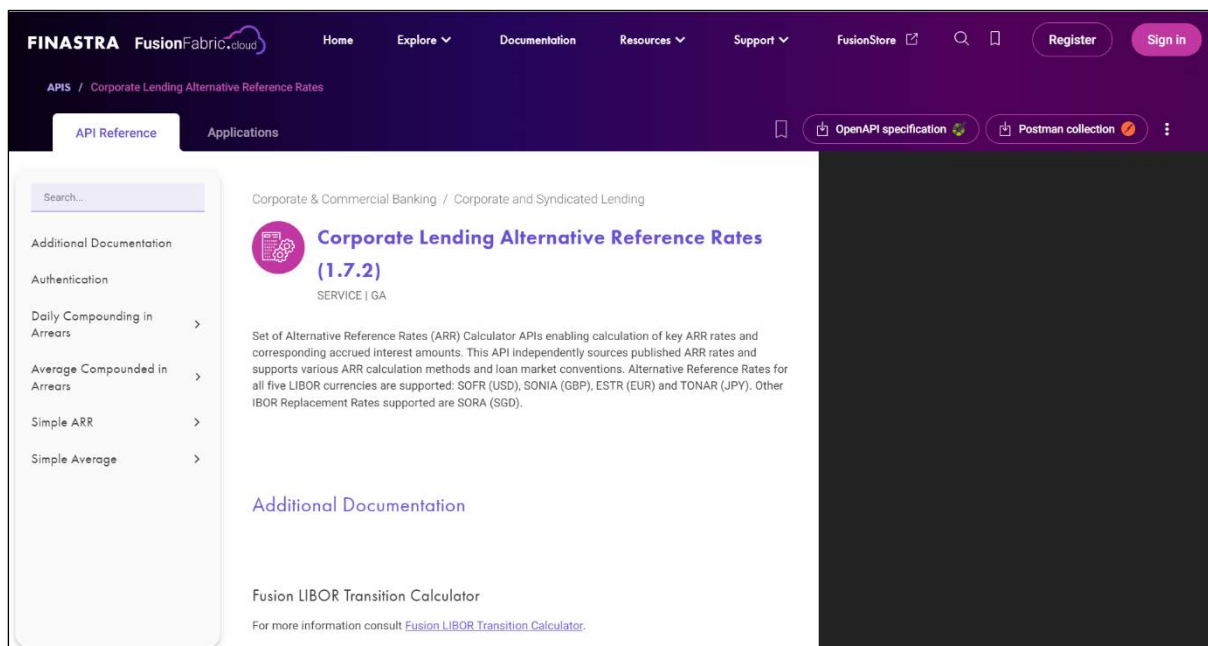 FINASTRA FusionFabric.cloud Home Explore Documentation Resources Support FusionStore Register Sign in
APIS / Corporate Lending Alternative Reference Rates
API Reference Applications OpenAPI specification Postman collection
Search...
Additional Documentation
Authentication
Daily Compounding in
Arrears
Average Compounded in
Arrears
Simple ARR
Simple Average
Corporate & Commercial Banking / Corporate and Syndicated Lending
Corporate Lending Alternative Reference Rates
(1.7.2)
SERVICE | GA
Set of Alternative Reference Rates (ARR) Calculator APIs enabling calculation of key ARR rates and
corresponding accrued interest amounts. This API independently sources published ARR rates and
supports various ARR calculation methods and loan market conventions. Alternative Reference Rates for
all five LIBOR currencies are supported: SOFR (USD), SONIA (GBP), ESTR (EUR) and TONAR (JPY). Other
IBOR Replacement Rates supported are SORA (SGD).
Additional Documentation
Fusion LIBOR Transition Calculator
For more information consult Fusion LIBOR Transition Calculator.